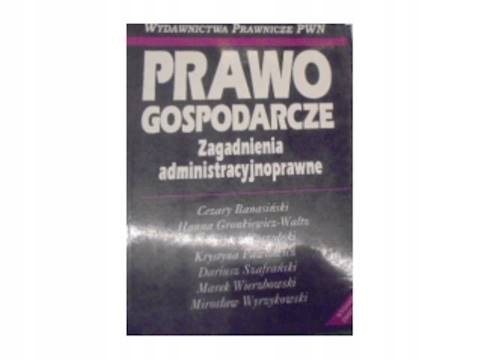 WYDAWNICTWA PRAWNICZE PWN
PRAWO
GOSPODARCZE
Zagadnienia
administracyjnoprawne
Cezary Banasiński
Hanna Gronkiewicz-Waltz
Krystyna
Dariusz Szafrański
Marek Wierzbowski
Mirosław Wyrzykowski